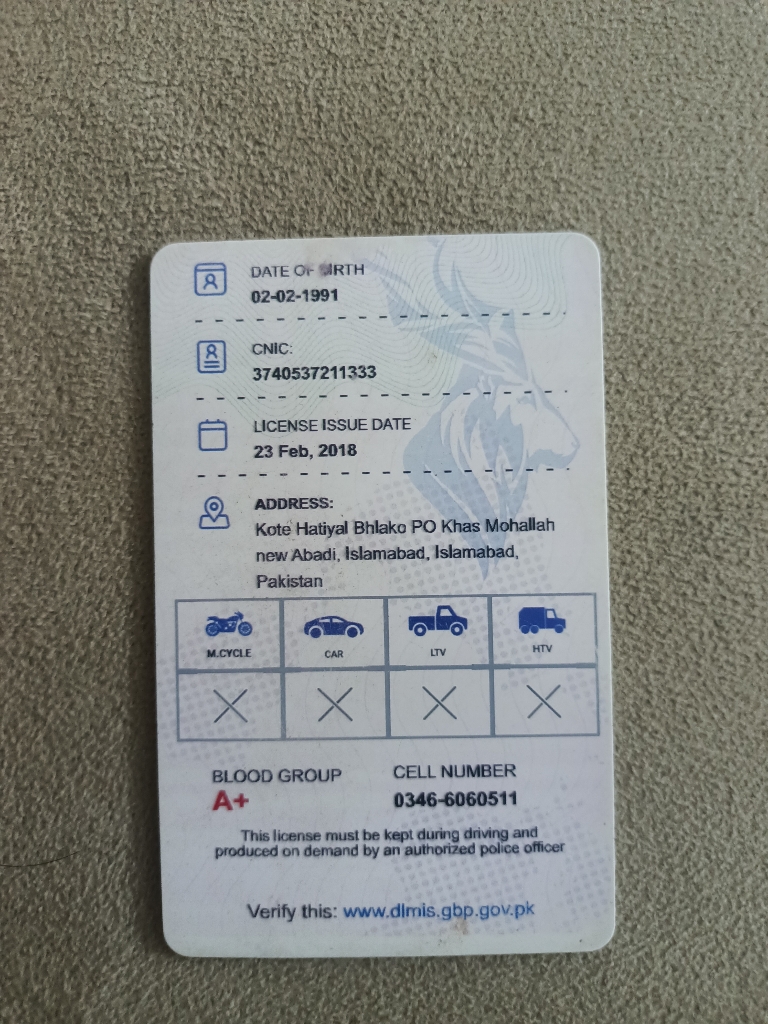 DATE OF BIRTH
02-02-1991
CNIC:
3740537211333
LICENSE ISSUE DATE
23 Feb, 2018
ADDRESS:
Kote Hatiyal Bhlako PO Khas Mohallah
new Abadi, Islamabad, Islamabad,
Pakistan
M.CYCLE CAR LTV HTV
BLOOD GROUP CELL NUMBER
A+ 0346-6060511
This license must be kept during driving and
produced on demand by an authorized police officer
Verify this: www.dlmis.gbp.gov.pk